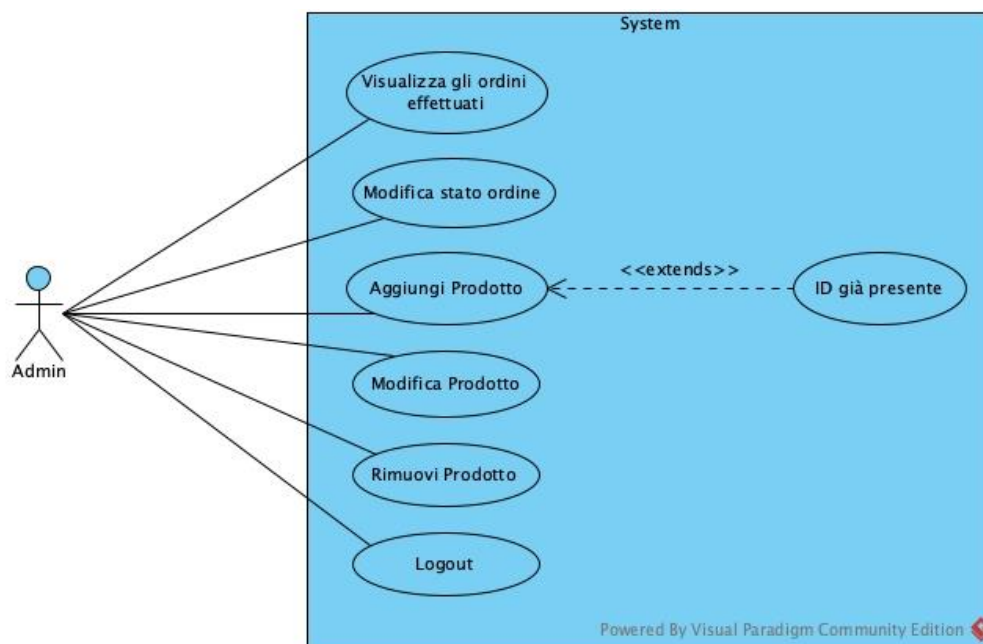 System
Visualizza gli ordini
effettuati
Modifica stato ordine
Aggiungi Prodotto
<<extends>>
ID già presente
Admin
Modifica Prodotto
Rimuovi Prodotto
Logout
Powered By Visual Paradigm Community Edition